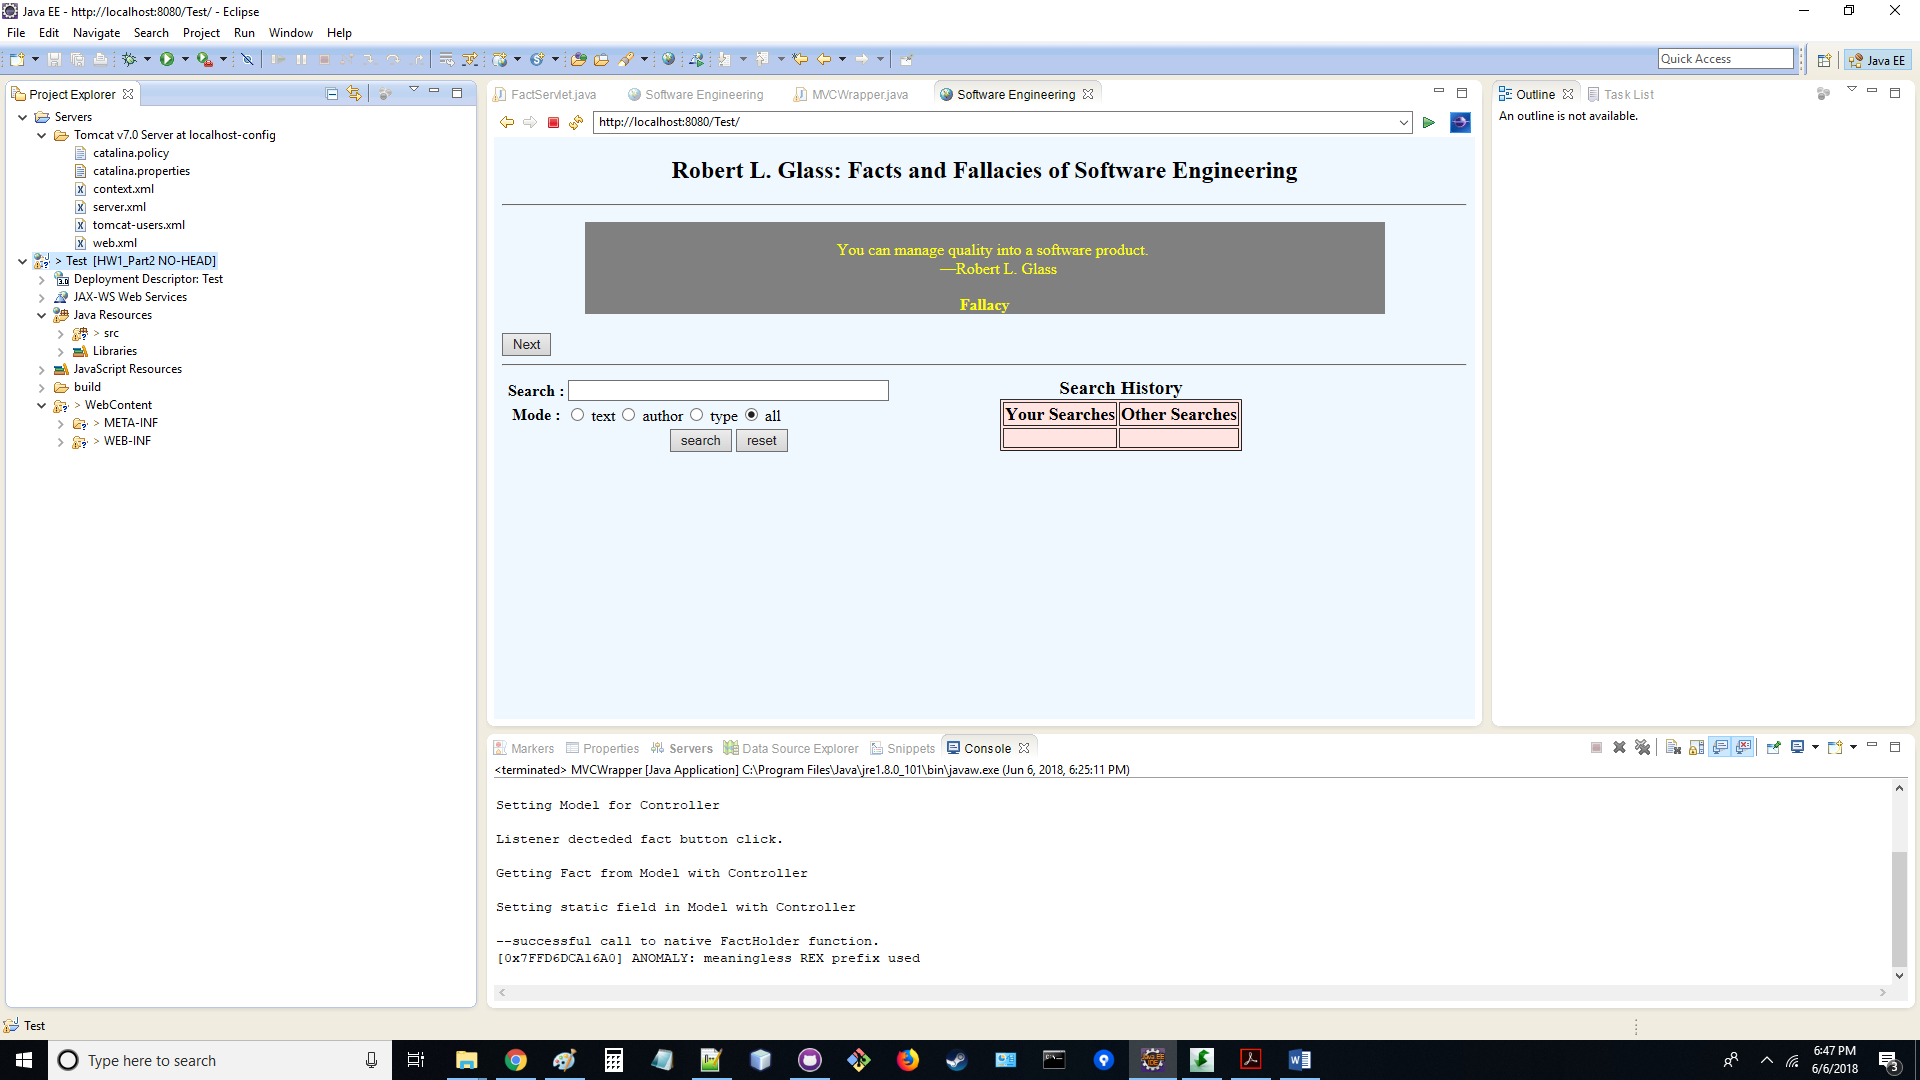 Java EE - http://localhost:8080/Test/ - Eclipse
File Edit Navigate Search Project Run Window Help
Quick Access
Java EE
Project Explorer
Servers
Tomcat v7.0 Server at localhost-config
catalina.policy
catalina.properties
context.xml
server.xml
tomcat-users.xml
web.xml
> Test [HW1_Part2 NO-HEAD]
Deployment Descriptor: Test
JAX-WS Web Services
Java Resources
> src
Libraries
JavaScript Resources
build
> WebContent
> META-INF
> WEB-INF
FactServlet.java Software Engineering MVCWrapper.java Software Engineering
http://localhost:8080/Test/
Robert L. Glass: Facts and Fallacies of Software Engineering
You can manage quality into a software product.
—Robert L. Glass
Fallacy
Next
Search :
Mode : text author type all
search reset
Search History
Your Searches Other Searches
Outline Task List
An outline is not available.
Markers Properties Servers Data Source Explorer Snippets Console
<terminated> MVCWrapper [Java Application] C:\Program Files\Java\jre1.8.0_101\bin\javaw.exe (Jun 6, 2018, 6:25:11 PM)
Setting Model for Controller
Listener decteded fact button click.
Getting Fact from Model with Controller
Setting static field in Model with Controller
--successful call to native FactHolder function.
[0x7FFD6DCA16A0] ANOMALY: meaningless REX prefix used
Test
Type here to search
6:47 PM
6/6/2018
3